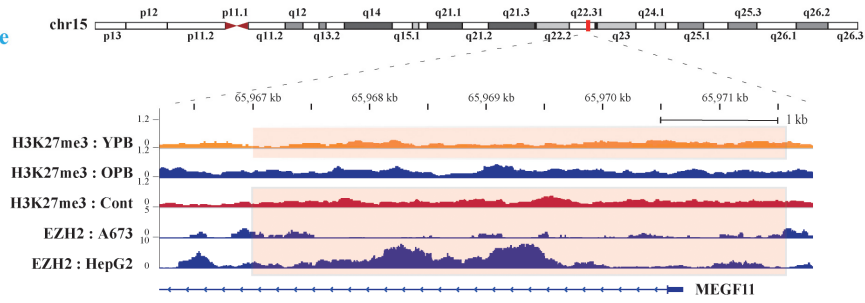 e
p12 p11.1 q12 q14 q21.1 q21.3 q22.31 q24.1 q25.3 q26.2
chr15
p13 p11.2 q11.2 q13.2 q15.1 q21.2 q22.2 q23 q25.1 q26.1 q26.3
65,967 kb 65,968 kb 65,969 kb 65,970 kb 65,971 kb
1.2
1 kb
H3K27me3 : YPB 0
1.2
H3K27me3 : OPB 0
1.2
H3K27me3 : Cont 0
5
EZH2 : A673 0
10
EZH2 : HepG2 0
MEGF11